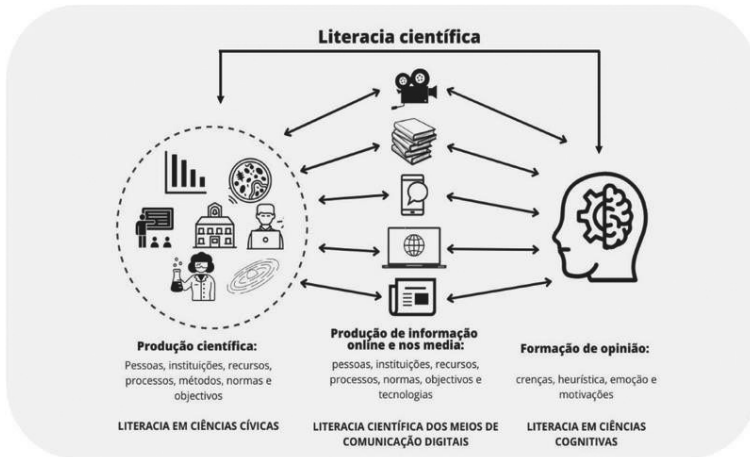 Literacia científica
Produção científica:
Pessoas, instituições, recursos,
processos, métodos, normas e
objectivos
LITERACIA EM CIÊNCIAS CÍVICAS
Produção de informação
online e nos media:
pessoas, instituições, recursos,
processos, normas, objectivos e
tecnologias
LITERACIA CIENTÍFICA DOS MEIOS DE
COMUNICAÇÃO DIGITAIS
Formação de opinião:
crenças, heurística, emoção e
motivações
LITERACIA EM CIÊNCIAS
COGNITIVAS